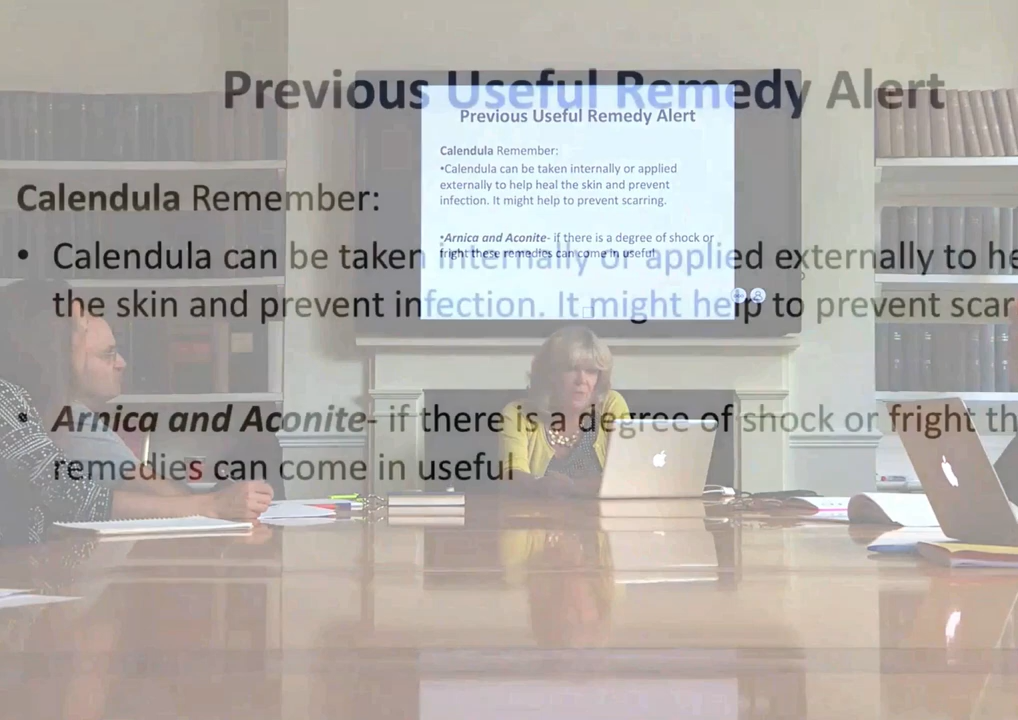 Previous Useful Remedy Alert
Calendula Remember:
• Calendula can be taken internally or applied externally to he
the skin and prevent infection. It might help to prevent scar
• Arnica and Aconite- if there is a degree of shock or fright th
remedies can come in useful
Previous Useful Remedy Alert
Calendula Remember:
•Calendula can be taken internally or applied
externally to help heal the skin and prevent
infection. It might help to prevent scarring.
•Arnica and Aconite- if there is a degree of shock or
fright these remedies can come in useful